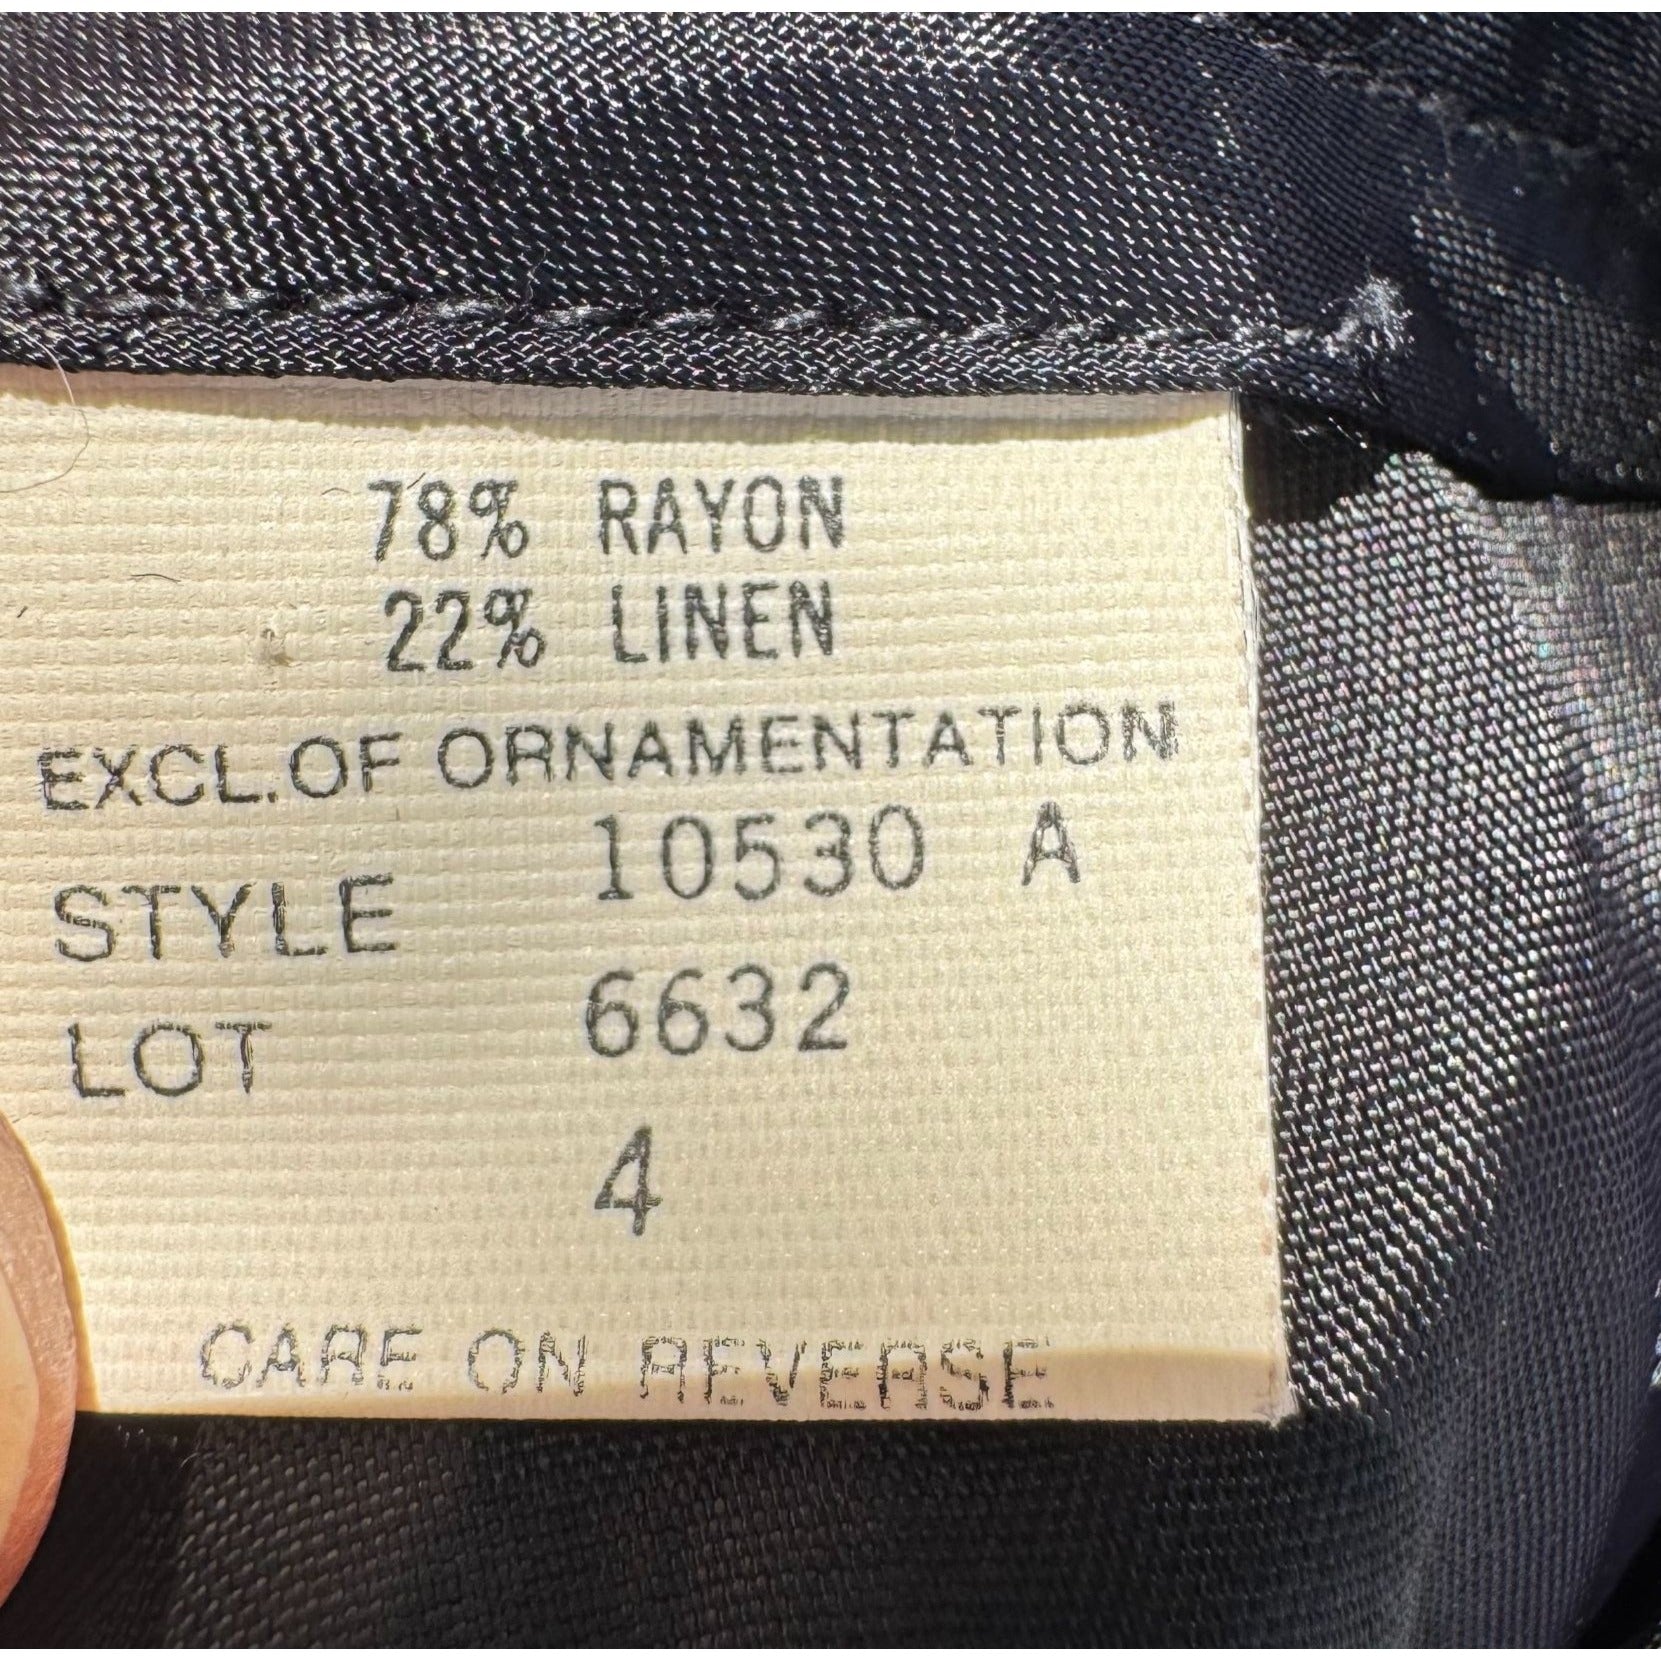 78% RAYON
22% LINEN
EXCL.OF ORNAMENTATION
STYLE 10530 A
LOT 6632
4
CARE ON REVERSE